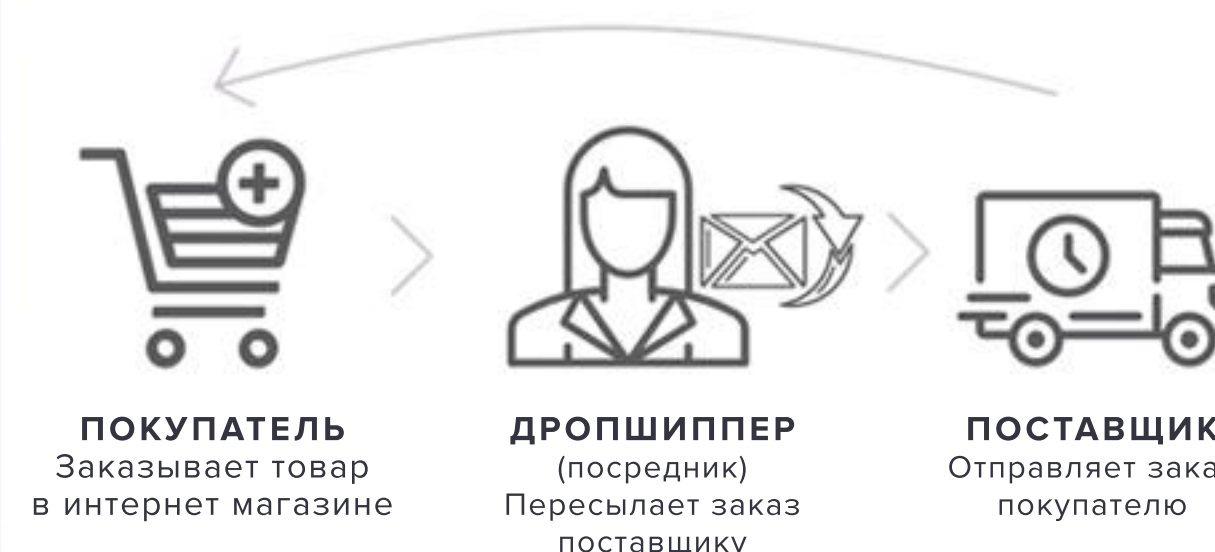 ПОКУПАТЕЛЬ
Заказывает товар
в интернет магазине
ДРОПШИППЕР
(посредник)
Пересылает заказ
поставщику
ПОСТАВЩИК
Отправляет
покупателю